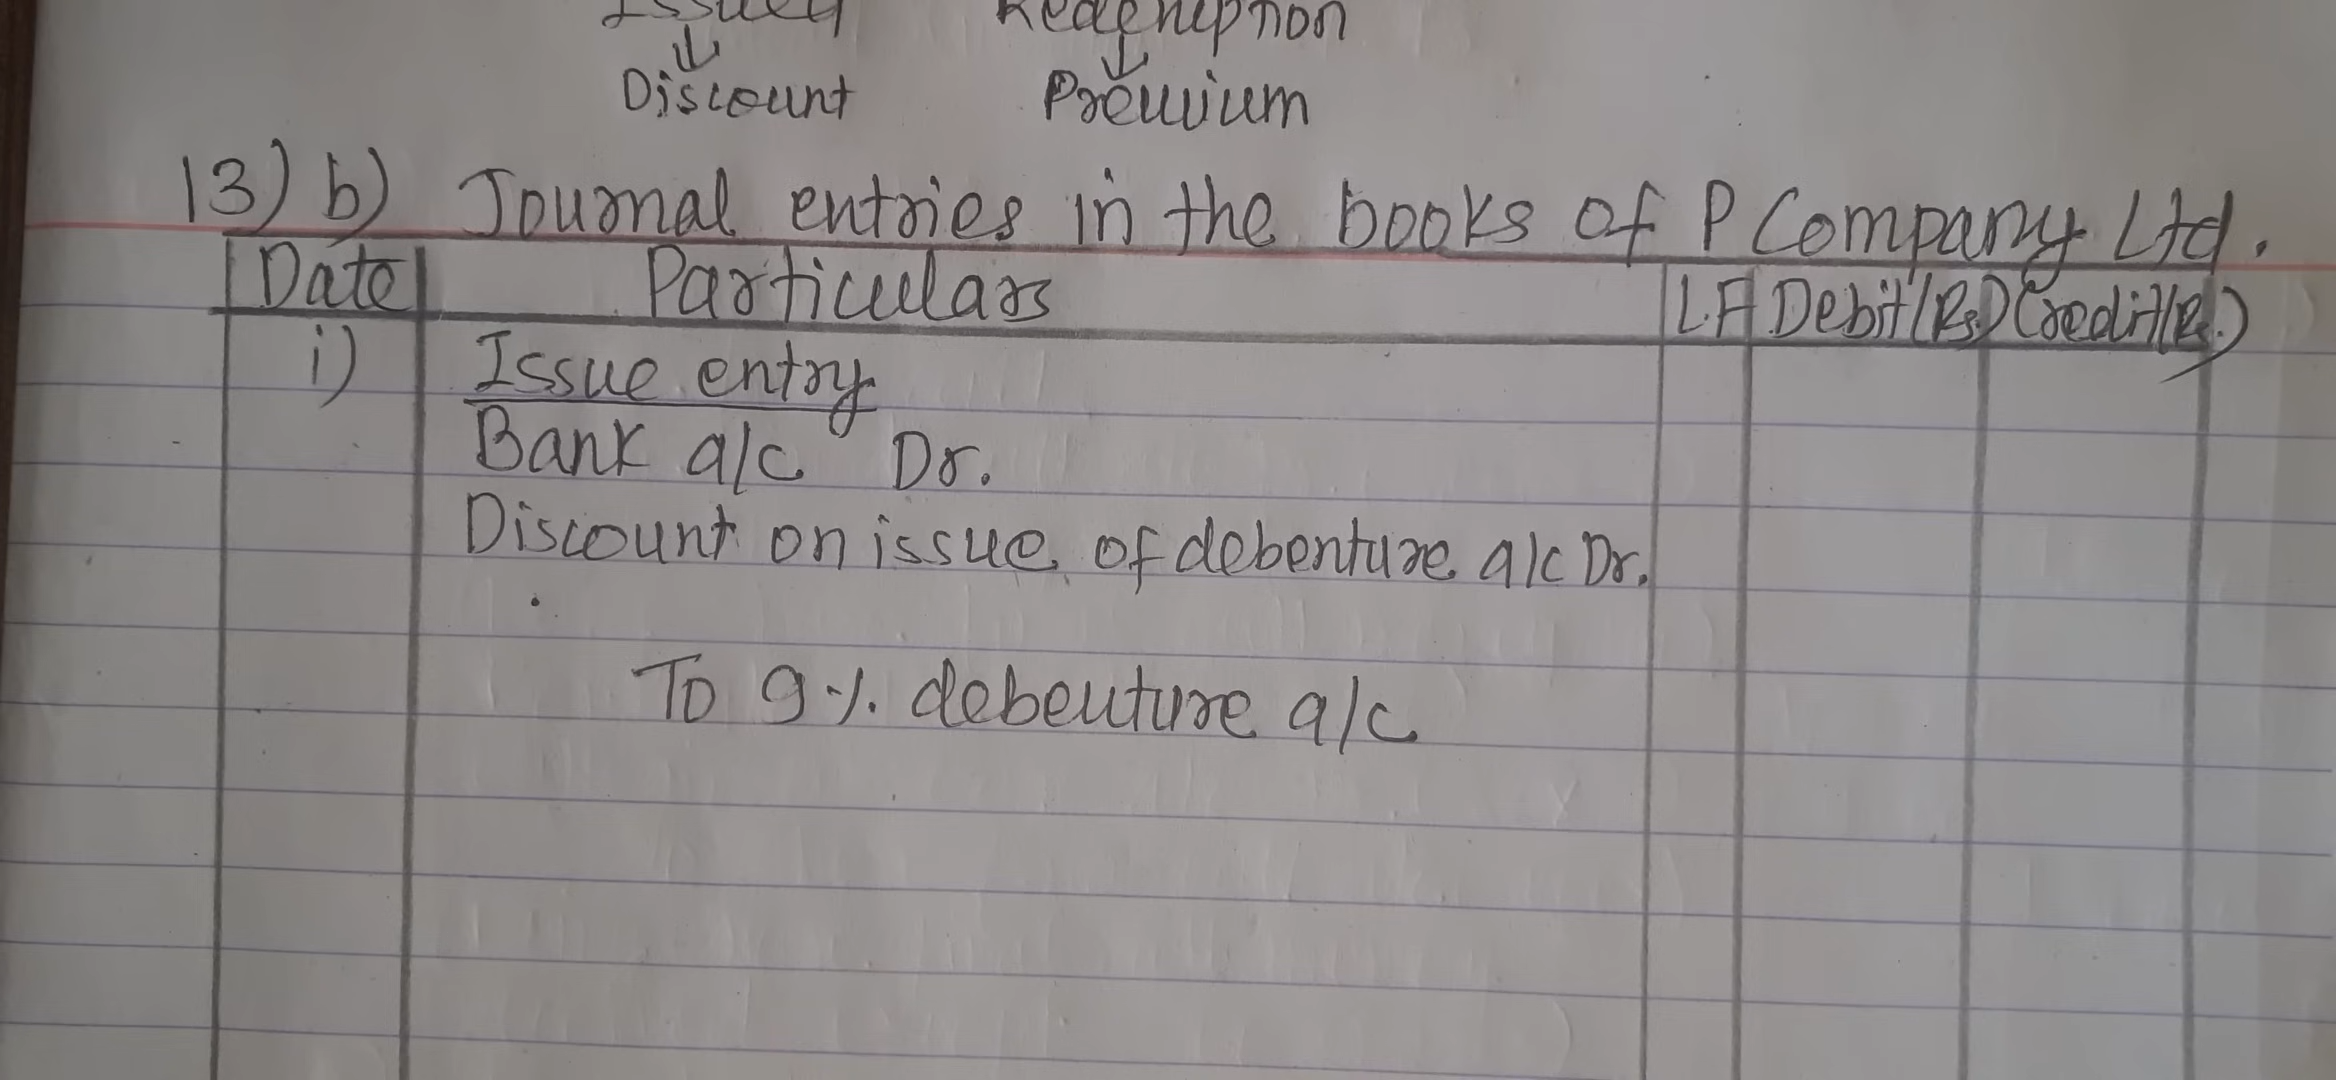 Issued Redemption
Discount Premium
13) b) Journal entries in the books of P Company Ltd.
Date Particulars L.F Debit(Rs.) Credit(Rs.)
i) Issue entry
Bank a/c Dr.
Discount on issue of debenture a/c Dr.
To 9% debenture a/c